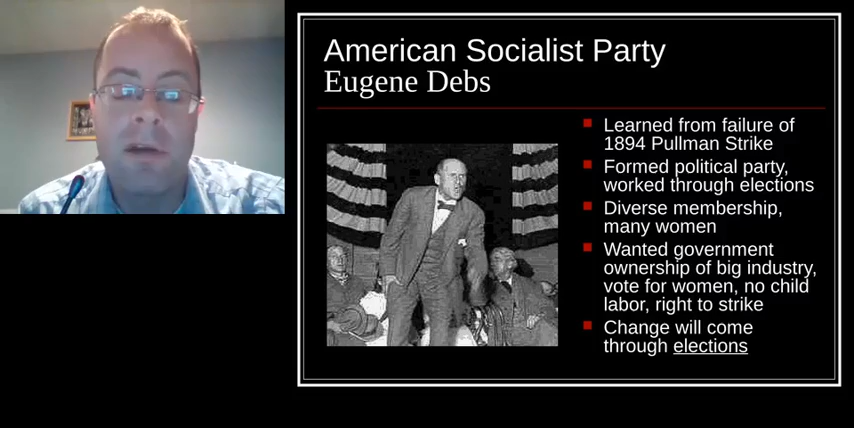 American Socialist Party
Eugene Debs
Learned from failure of
1894 Pullman Strike
Formed political party,
worked through elections
Diverse membership,
many women
Wanted government
ownership of big industry,
vote for women, no child
labor, right to strike
Change will come
through elections